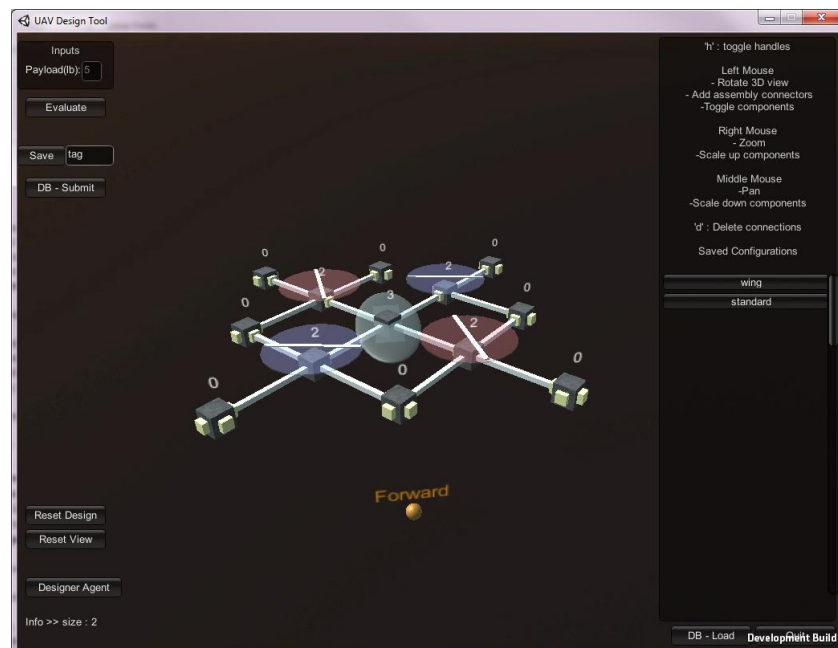 UAV Design Tool
Inputs
Payload(lb): 5
Evaluate
Save tag
DB - Submit
Reset Design
Reset View
Designer Agent
Info >> size : 2
0
0
0
2
2
0
3
0
2
2
0
0
0
Forward
'h' : toggle handles
Left Mouse
- Rotate 3D view
- Add assembly connectors
-Toggle components
Right Mouse
- Zoom
-Scale up components
Middle Mouse
-Pan
-Scale down components
'd' : Delete connections
Saved Configurations
wing
standard
DB - Load
Quit
Development Build